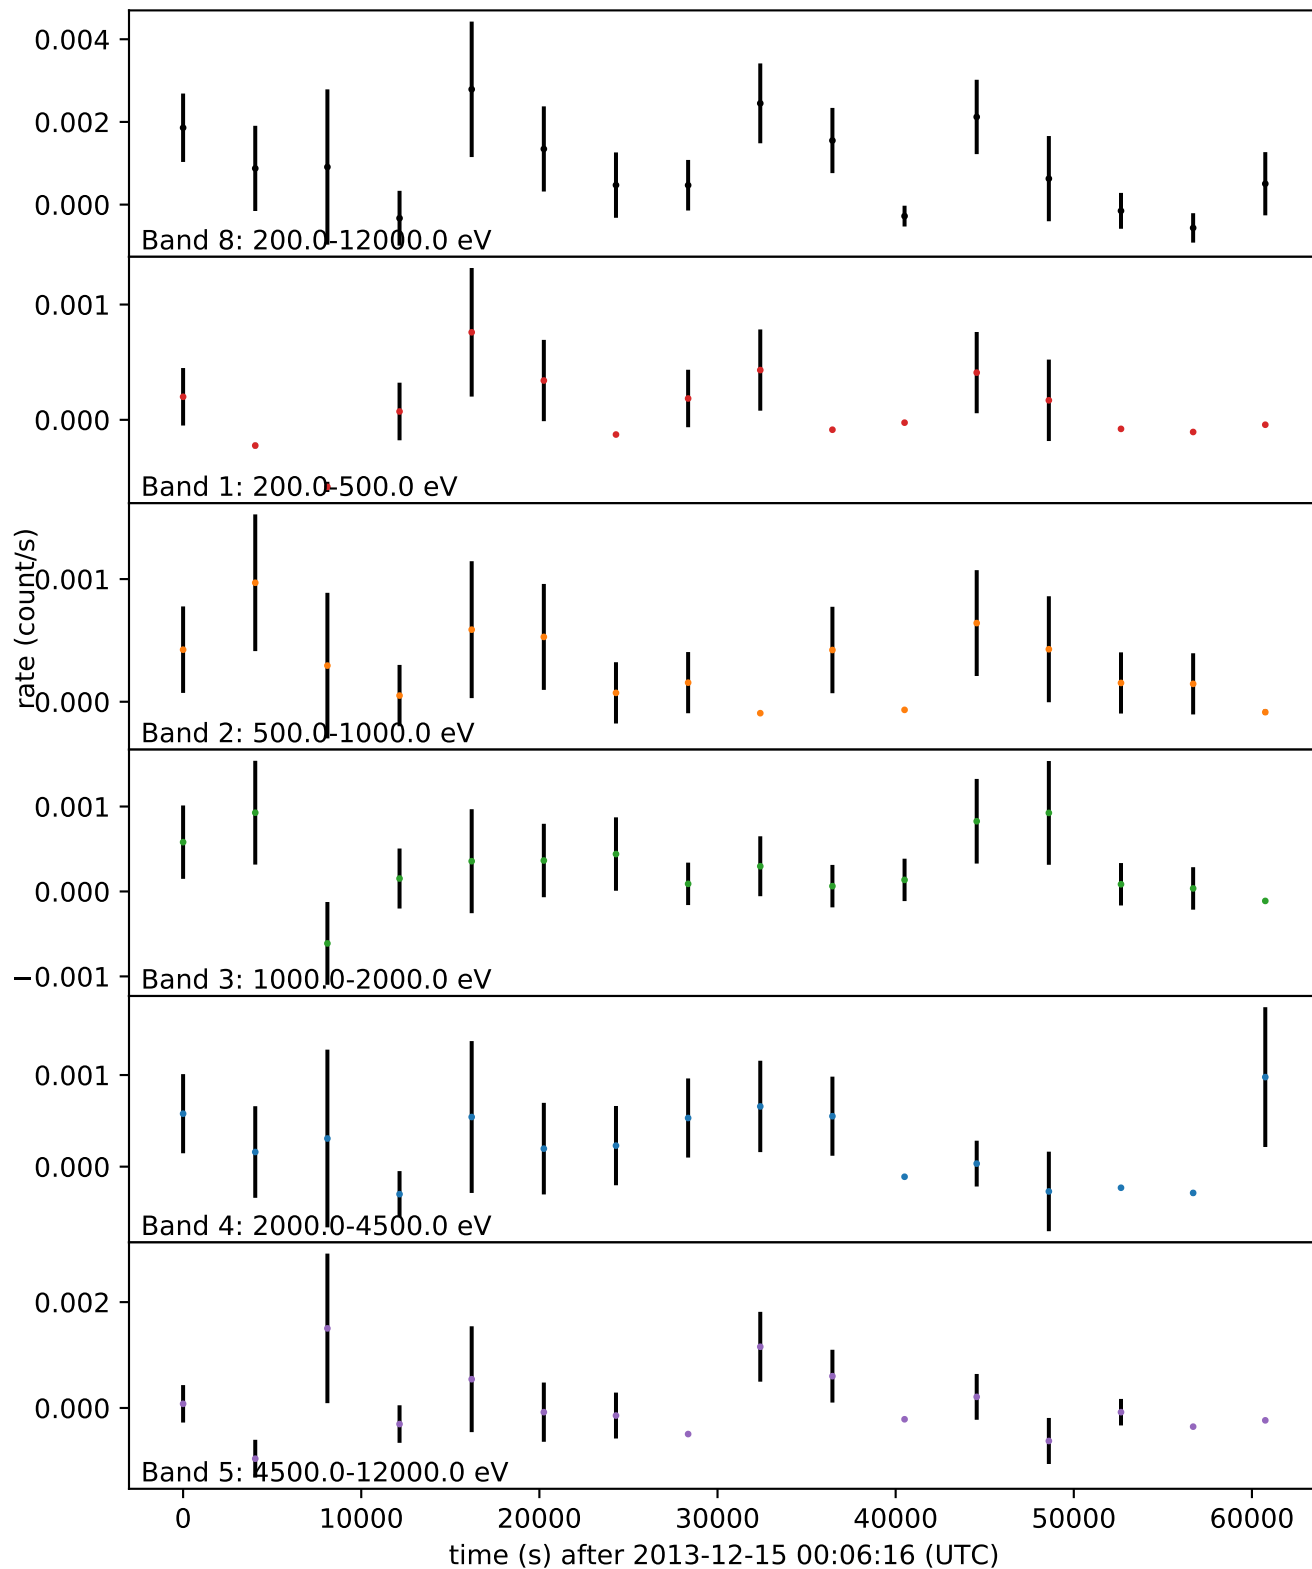 0.004
0.002
0.000
Band 8: 200.0-12000.0 eV
0.001
0.000
Band 1: 200.0-500.0 eV
rate (count/s)
0.001
0.000
Band 2: 500.0-1000.0 eV
0.001
0.000
−0.001
Band 3: 1000.0-2000.0 eV
0.001
0.000
Band 4: 2000.0-4500.0 eV
0.002
0.000
Band 5: 4500.0-12000.0 eV
0 10000 20000 30000 40000 50000 60000
time (s) after 2013-12-15 00:06:16 (UTC)